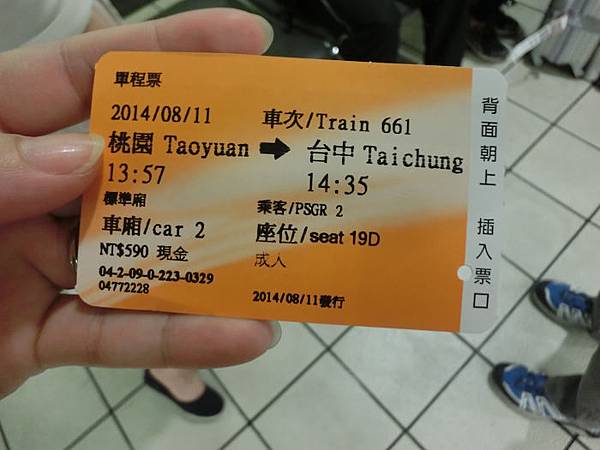 單程票
2014/08/11 車次/Train 661
桃園 Taoyuan ➡ 台中 Taichung
13:57 14:35
標準廂 乘客/PSGR 2
車廂/car 2 座位/seat 19D
NT$590 現金 成人
04-2-09-0-223-0329
04772228 2014/08/11發行
背面朝上 插入票口